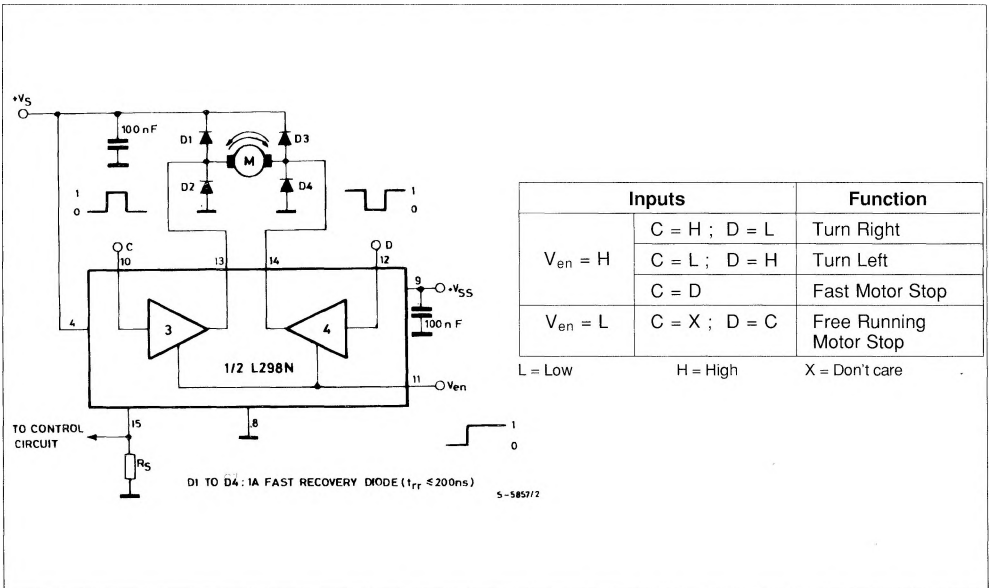 +VS
100 nF
D1
D3
M
D2
D4
1
0
1
0
C
10
13
14
D
12
9
+VSS
100 n F
4
3
4
1/2 L298N
11
Ven
15
8
TO CONTROL
CIRCUIT
RS
1
0
D1 TO D4 : 1A FAST RECOVERY DIODE (trr ≤ 200ns)
S-5857/2
Inputs Function
Ven = H C = H ; D = L Turn Right
C = L ; D = H Turn Left
C = D Fast Motor Stop
Ven = L C = X ; D = C Free Running
Motor Stop
L = Low H = High X = Don't care